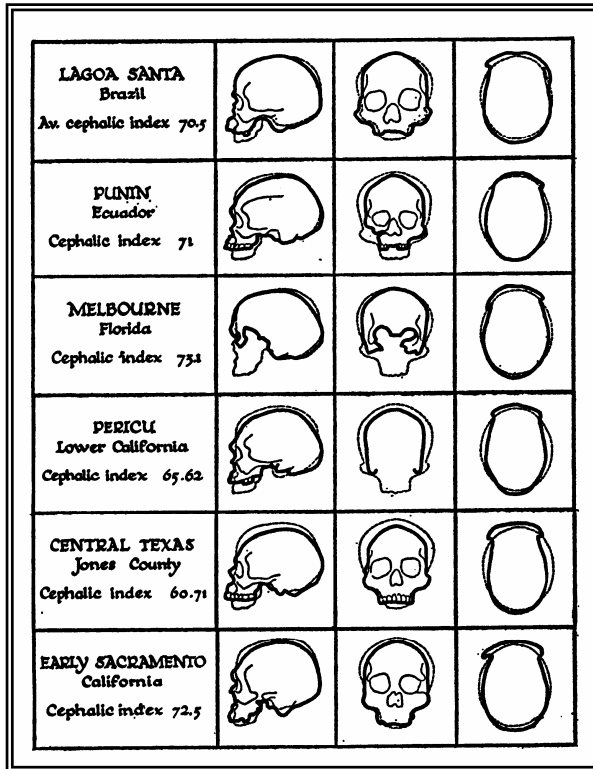 LAGOA SANTA
Brazil
Av. cephalic index 70.5
PUNIN
Ecuador
Cephalic index 71
MELBOURNE
Florida
Cephalic index 73.1
PERICU
Lower California
Cephalic index 65.62
CENTRAL TEXAS
Jones County
Cephalic index 60.71
EARLY SACRAMENTO
California
Cephalic index 72.5